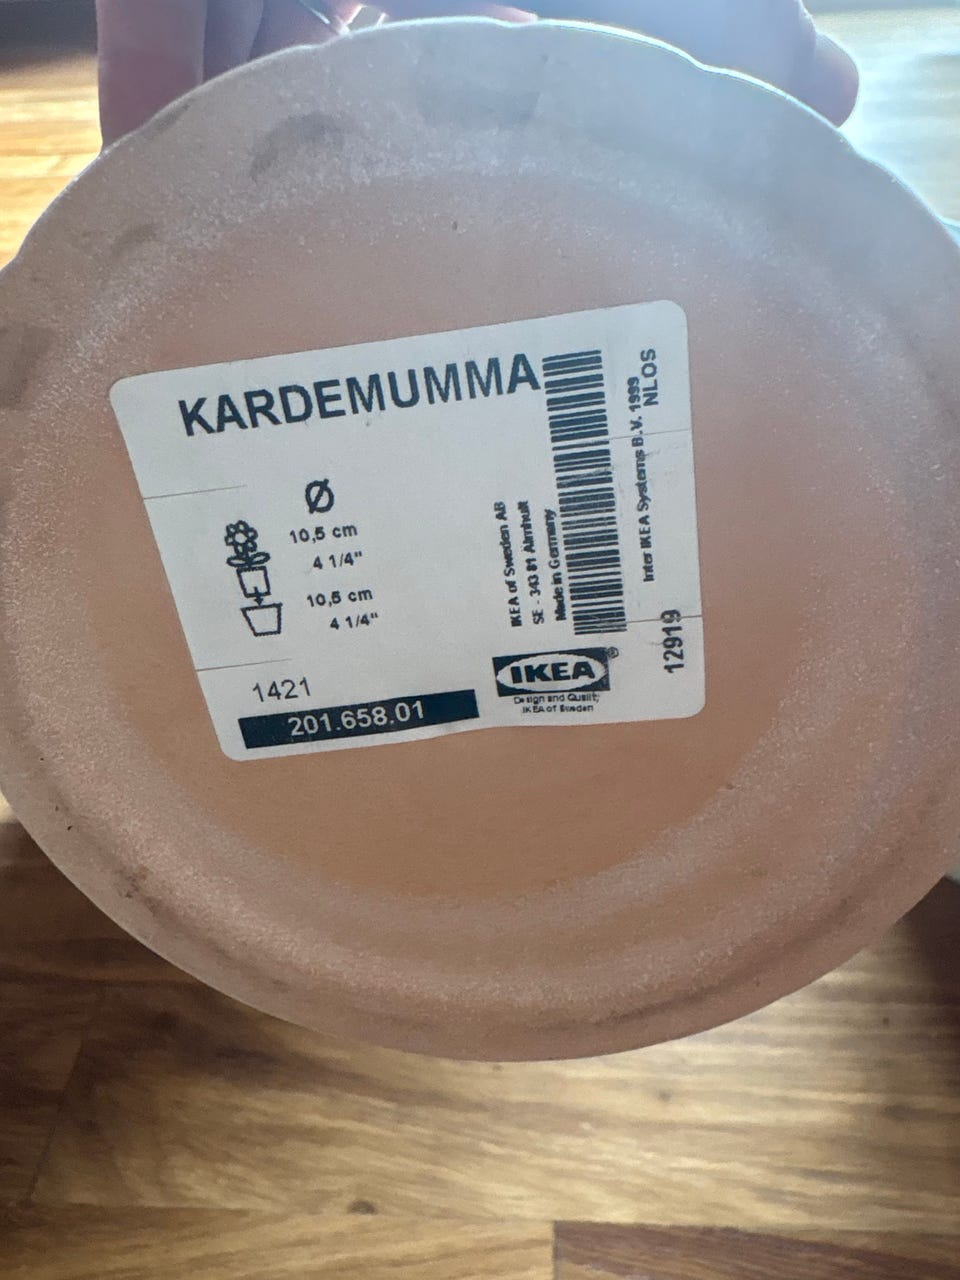 KARDEMUMMA
Ø
10,5 cm
4 1/4"
10,5 cm
4 1/4"
1421
201.658.01
IKEA of Sweden AB
SE - 343 81 Älmhult
Made in Germany
IKEA®
Design and Quality
IKEA of Sweden
Inter IKEA Systems B.V. 1999
NLOS
12919